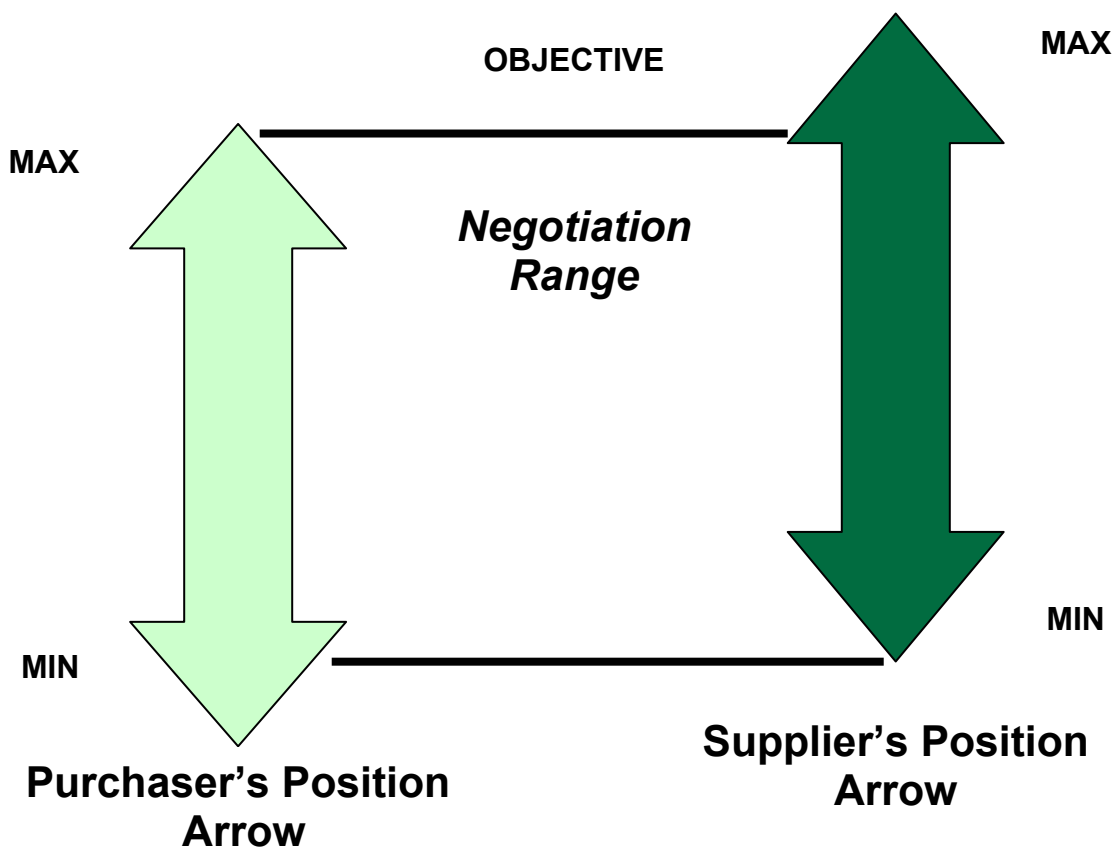 MAX
OBJECTIVE
MAX
Negotiation
Range
MIN
MIN
Supplier’s Position
Arrow
Purchaser’s Position
Arrow